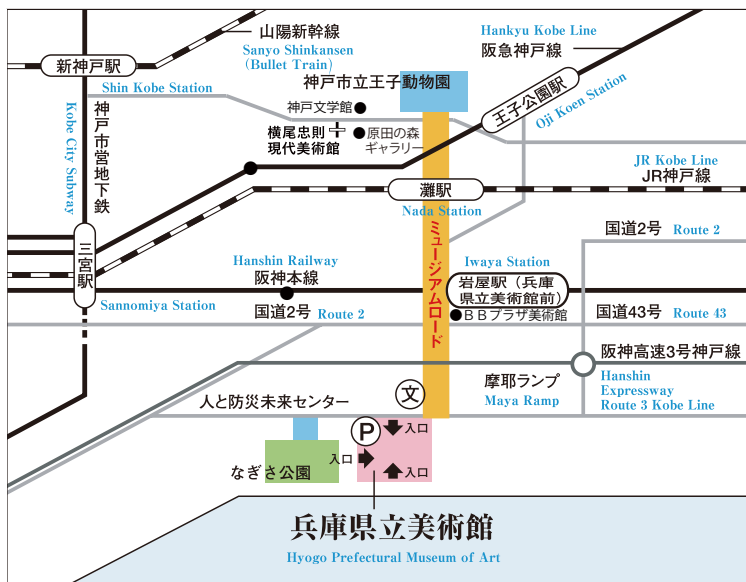 山陽新幹線
Sanyo Shinkansen
(Bullet Train)
Hankyu Kobe Line
阪急神戸線
新神戸駅
Shin Kobe Station
神戸市立王子動物園
神戸文学館
横尾忠則
現代美術館
原田の森
ギャラリー
王子公園駅
Oji Koen Station
神戸市営地下鉄
Kobe City Subway
JR Kobe Line
JR神戸線
灘駅
Nada Station
ミュージアムロード
国道2号 Route 2
三宮駅
Sannomiya Station
Hanshin Railway
阪神本線
Iwaya Station
岩屋駅（兵庫
県立美術館前）
BBプラザ美術館
国道2号 Route 2
国道43号 Route 43
阪神高速3号神戸線
Hanshin
Expressway
Route 3 Kobe Line
摩耶ランプ
Maya Ramp
文
人と防災未来センター
P
入口
入口
入口
なぎさ公園
兵庫県立美術館
Hyogo Prefectural Museum of Art